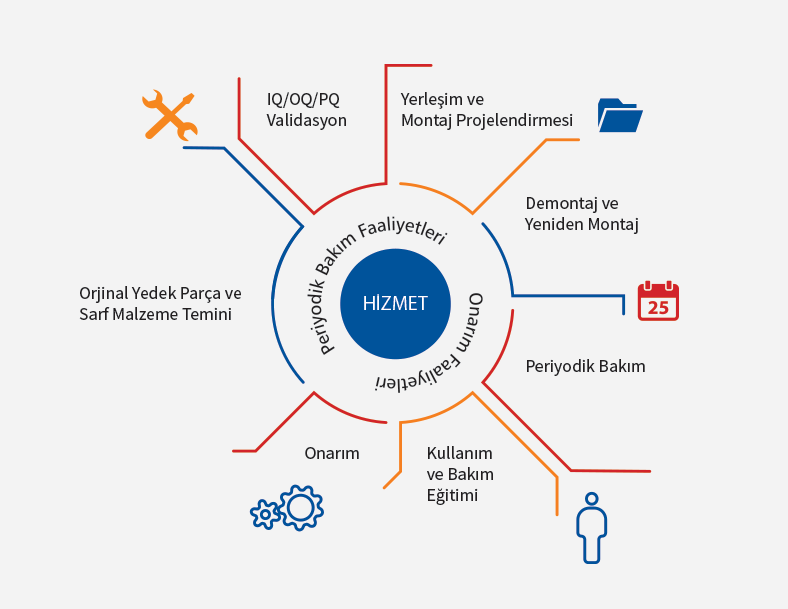 IQ/OQ/PQ
Validasyon
Yerleşim ve
Montaj Projelendirmesi
Demontaj ve
Yeniden Montaj
Periyodik Bakım Faaliyetleri
HİZMET
Onarım Faaliyetleri
Orjinal Yedek Parça ve
Sarf Malzeme Temini
25
Periyodik Bakım
Onarım
Kullanım
ve Bakım
Eğitimi